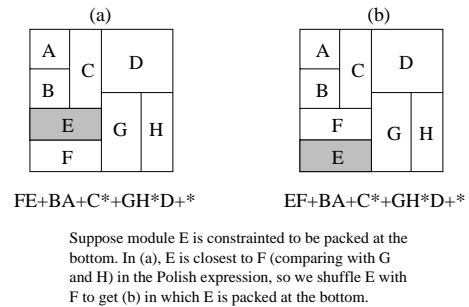 (a)
(b)
A
C
D
B
E
G
H
F
A
C
D
B
F
G
H
E
FE+BA+C*+GH*D+*
EF+BA+C*+GH*D+*
Suppose module E is constrainted to be packed at the
bottom. In (a), E is closest to F (comparing with G
and H) in the Polish expression, so we shuffle E with
F to get (b) in which E is packed at the bottom.